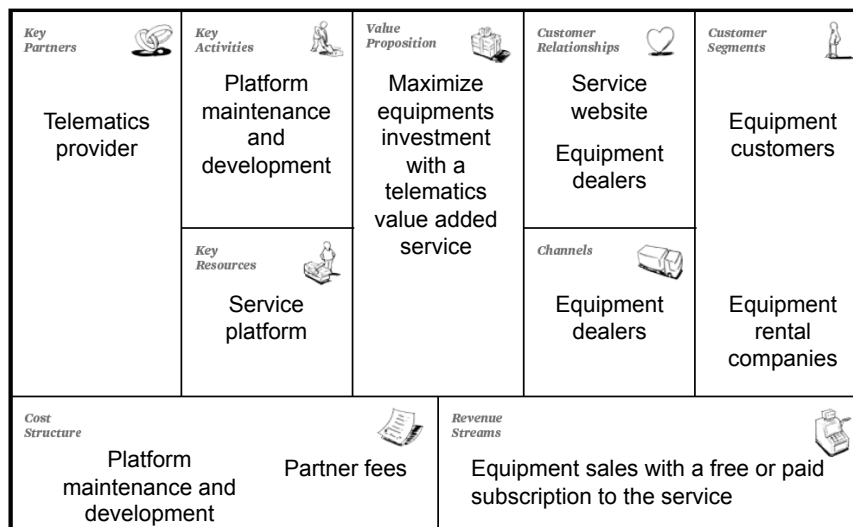 Key
Partners
Telematics
provider
Key
Activities
Platform
maintenance
and
development
Key
Resources
Service
platform
Value
Proposition
Maximize
equipments
investment
with a
telematics
value added
service
Customer
Relationships
Service
website
Equipment
dealers
Channels
Equipment
dealers
Customer
Segments
Equipment
customers
Equipment
rental
companies
Cost
Structure
Platform
maintenance and
development
Partner fees
Revenue
Streams
Equipment sales with a free or paid
subscription to the service